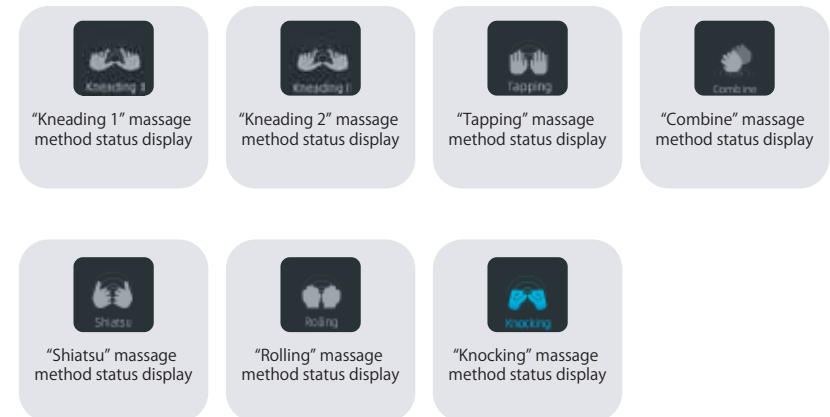 Kneading
Kneading
Tapping
Combine
“Kneading 1” massage
method status display
“Kneading 2” massage
method status display
“Tapping” massage
method status display
“Combine” massage
method status display
Shiatsu
Rolling
Knocking
“Shiatsu” massage
method status display
“Rolling” massage
method status display
“Knocking” massage
method status display